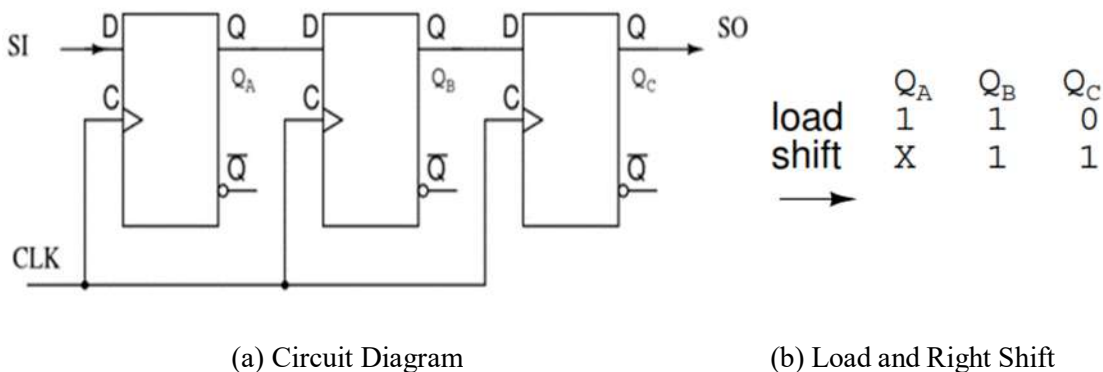 D Q D Q D Q SO
SI
Q_A Q_B Q_C
C C C
Q_A Q_B Q_C
load 1 1 0
shift X 1 1
Q̅ Q̅ Q̅
CLK
(a) Circuit Diagram (b) Load and Right Shift